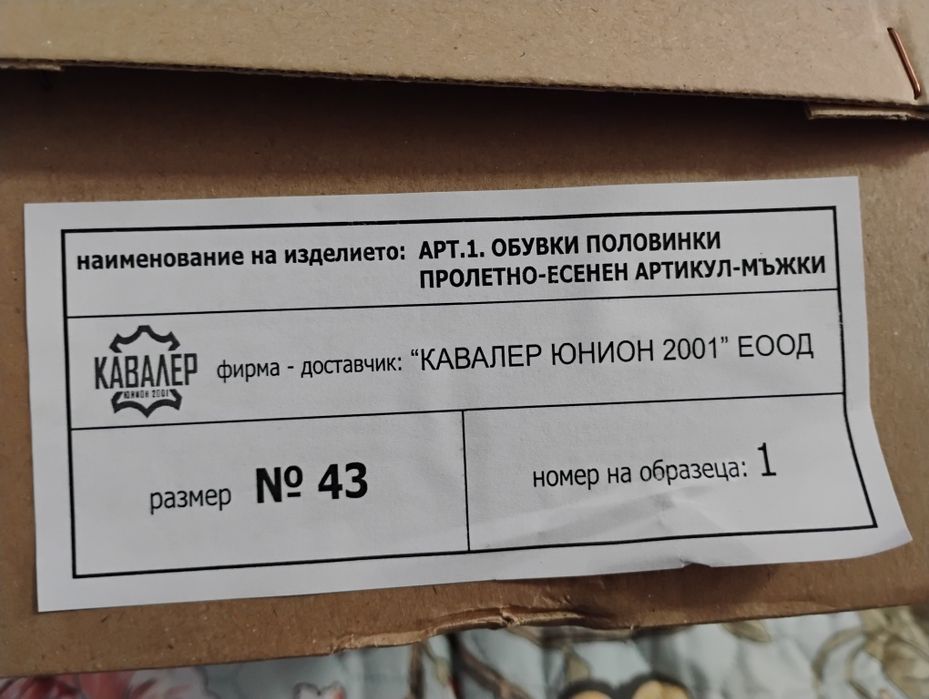 наименование на изделието: АРТ.1. ОБУВКИ ПОЛОВИНКИ
ПРОЛЕТНО-ЕСЕНЕН АРТИКУЛ-МЪЖКИ
КАВАЛЕР
ЮНИОН 2001
фирма - доставчик: “КАВАЛЕР ЮНИОН 2001” ЕООД
размер № 43
номер на образеца: 1